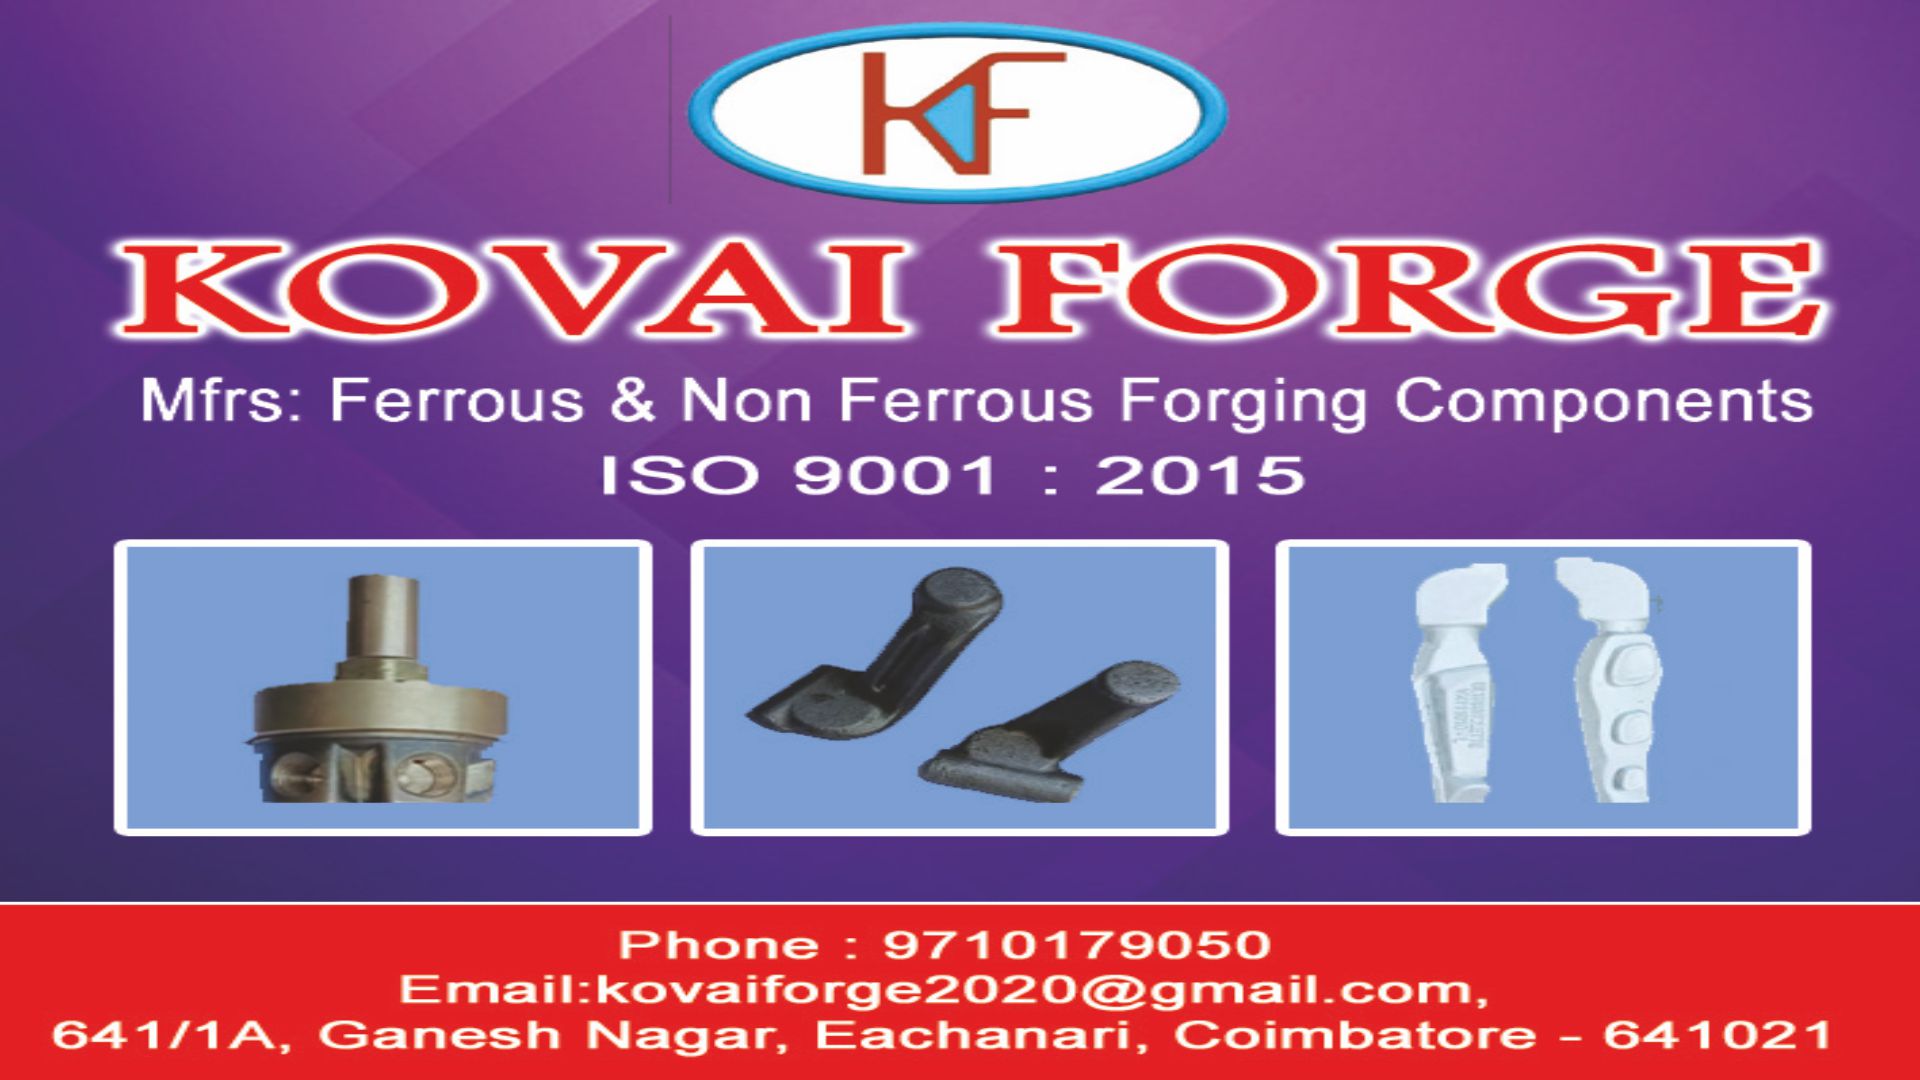 KF
KOVAI FORGE
Mfrs: Ferrous & Non Ferrous Forging Components
ISO 9001 : 2015
Phone : 9710179050
Email:kovaiforge2020@gmail.com,
641/1A, Ganesh Nagar, Eachanari, Coimbatore - 641021